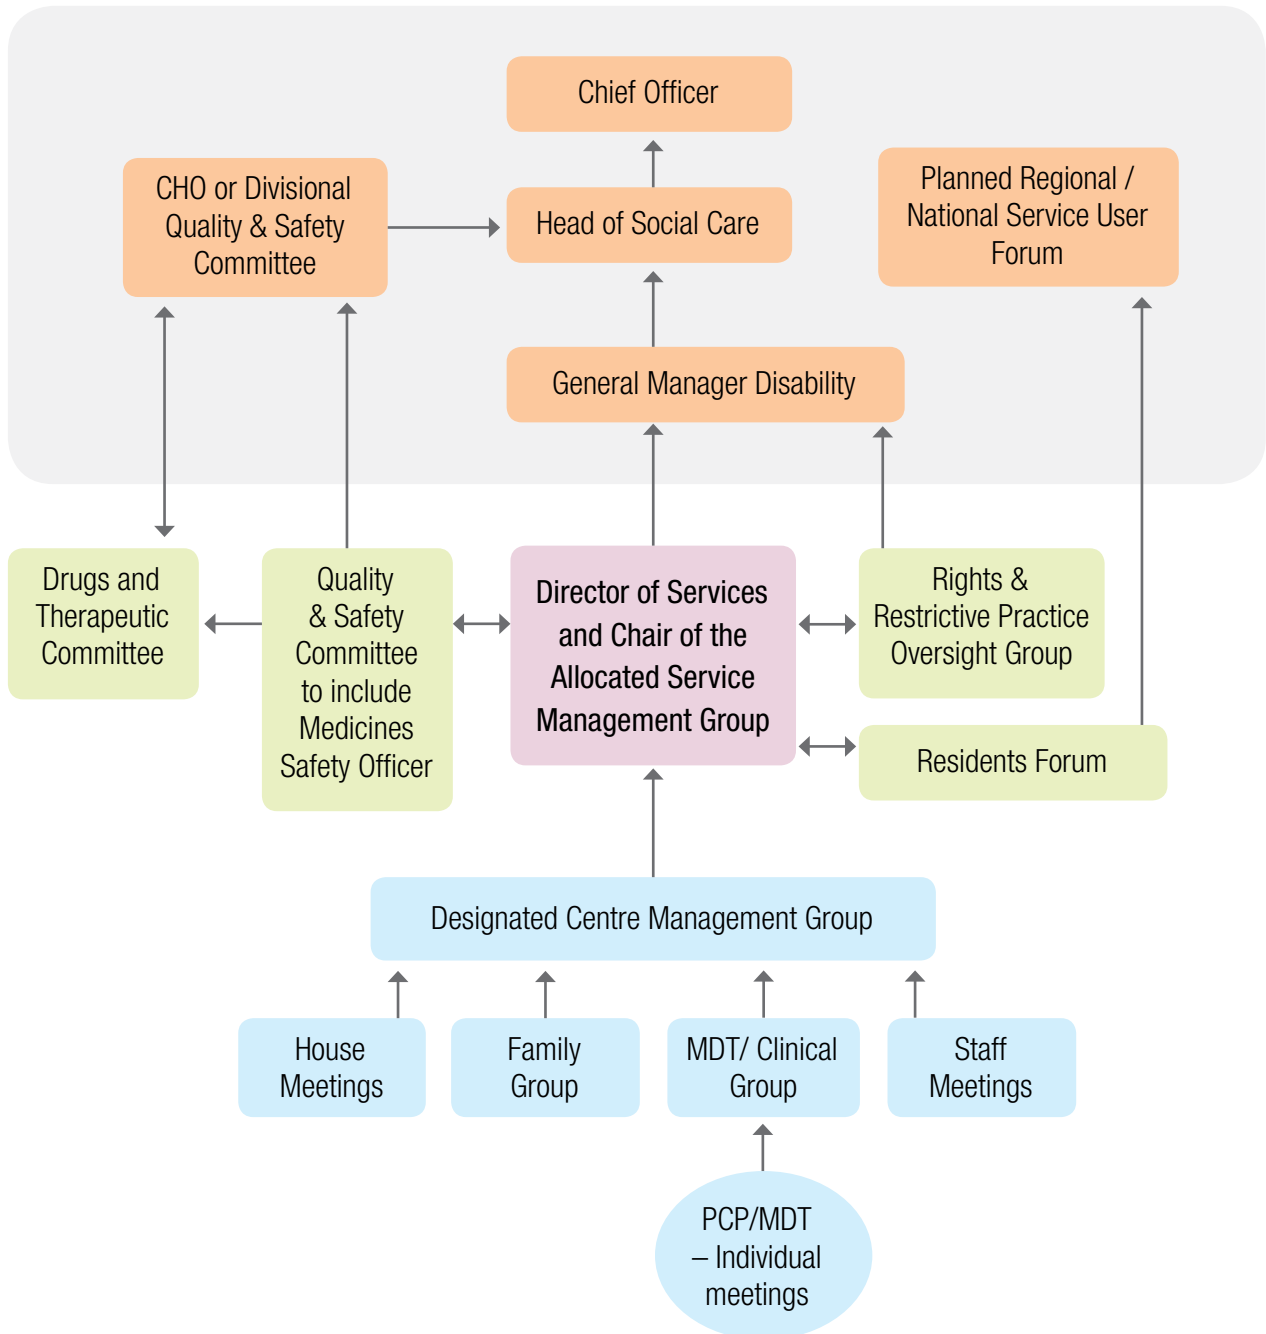 Chief Officer
CHO or Divisional
Quality & Safety
Committee
Head of Social Care
Planned Regional /
National Service User
Forum
General Manager Disability
Drugs and
Therapeutic
Committee
Quality
& Safety
Committee
to include
Medicines
Safety Officer
Director of Services
and Chair of the
Allocated Service
Management Group
Rights &
Restrictive Practice
Oversight Group
Residents Forum
Designated Centre Management Group
House
Meetings
Family
Group
MDT/ Clinical
Group
Staff
Meetings
PCP/MDT
– Individual
meetings